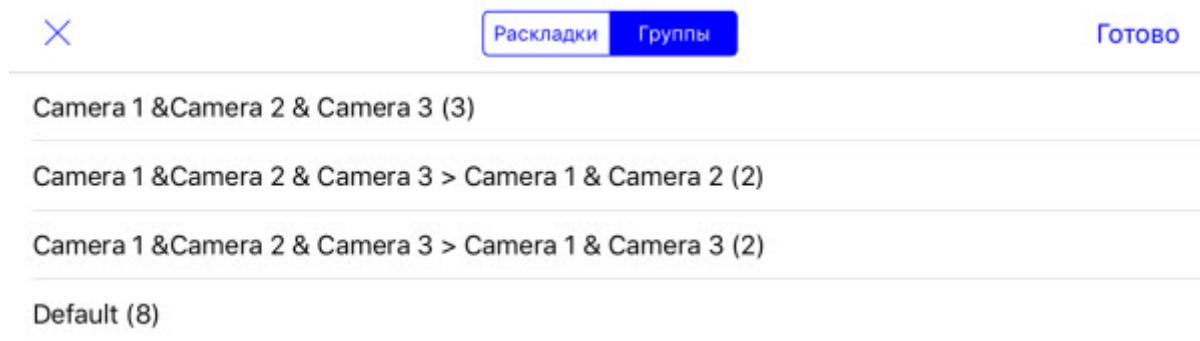 Раскладки Группы Готово
Camera 1 &Camera 2 & Camera 3 (3)
Camera 1 &Camera 2 & Camera 3 > Camera 1 & Camera 2 (2)
Camera 1 &Camera 2 & Camera 3 > Camera 1 & Camera 3 (2)
Default (8)